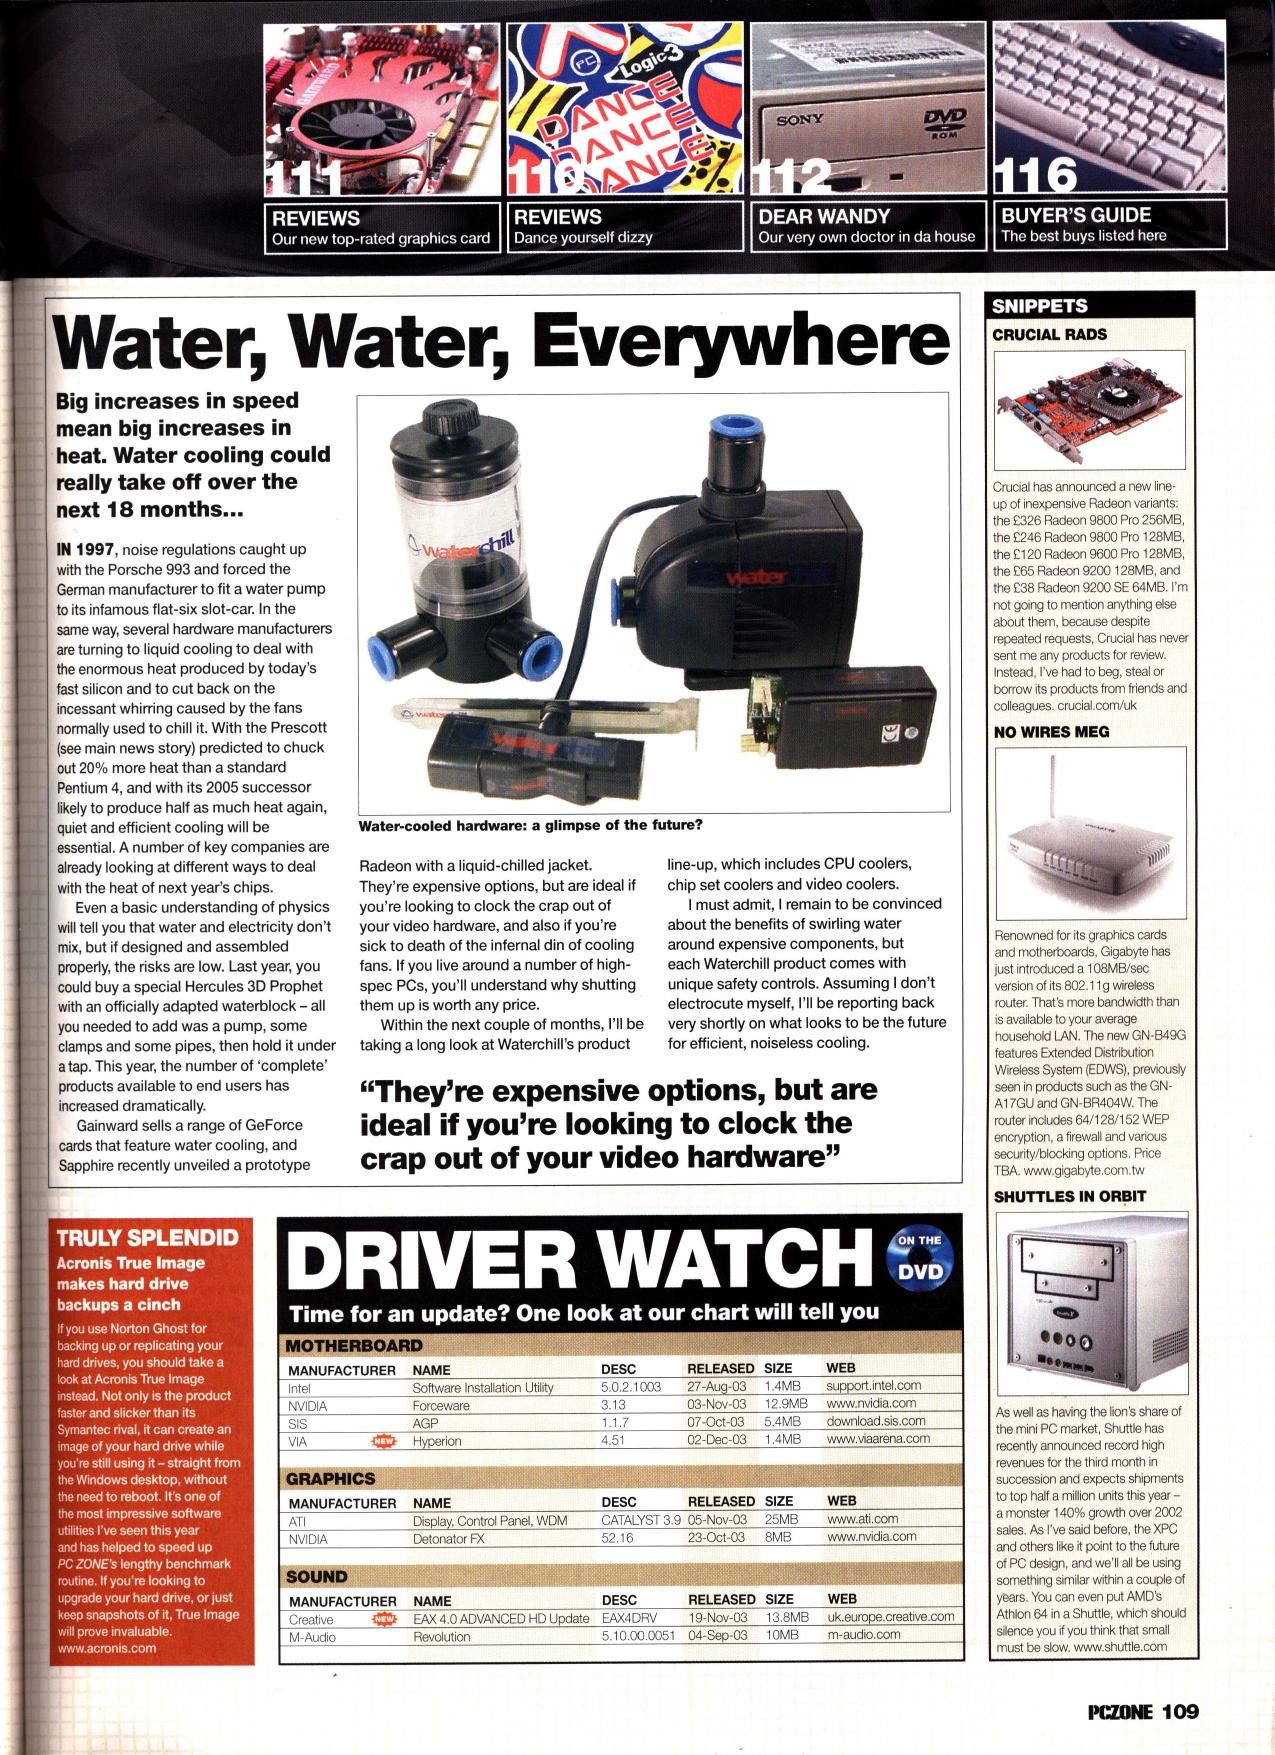 GAINWARD
111
REVIEWS
Our new top-rated graphics card
PC
Logic3
DANCE
DANCE
DANCE
110
REVIEWS
Dance yourself dizzy
SONY
DVD
ROM
112
DEAR WANDY
Our very own doctor in da house
116
BUYER'S GUIDE
The best buys listed here
Water, Water, Everywhere
Big increases in speed
mean big increases in
heat. Water cooling could
really take off over the
next 18 months...
IN 1997, noise regulations caught up
with the Porsche 993 and forced the
German manufacturer to fit a water pump
to its infamous flat-six slot-car. In the
same way, several hardware manufacturers
are turning to liquid cooling to deal with
the enormous heat produced by today's
fast silicon and to cut back on the
incessant whirring caused by the fans
normally used to chill it. With the Prescott
(see main news story) predicted to chuck
out 20% more heat than a standard
Pentium 4, and with its 2005 successor
likely to produce half as much heat again,
quiet and efficient cooling will be
essential. A number of key companies are
already looking at different ways to deal
with the heat of next year's chips.
Even a basic understanding of physics
will tell you that water and electricity don't
mix, but if designed and assembled
properly, the risks are low. Last year, you
could buy a special Hercules 3D Prophet
with an officially adapted waterblock – all
you needed to add was a pump, some
clamps and some pipes, then hold it under
a tap. This year, the number of 'complete'
products available to end users has
increased dramatically.
Gainward sells a range of GeForce
cards that feature water cooling, and
Sapphire recently unveiled a prototype
waterchill
waterchill
waterchill
waterchill
Water-cooled hardware: a glimpse of the future?
Radeon with a liquid-chilled jacket.
They're expensive options, but are ideal if
you're looking to clock the crap out of
your video hardware, and also if you're
sick to death of the infernal din of cooling
fans. If you live around a number of high-
spec PCs, you'll understand why shutting
them up is worth any price.
Within the next couple of months, I'll be
taking a long look at Waterchill's product
line-up, which includes CPU coolers,
chip set coolers and video coolers.
I must admit, I remain to be convinced
about the benefits of swirling water
around expensive components, but
each Waterchill product comes with
unique safety controls. Assuming I don't
electrocute myself, I'll be reporting back
very shortly on what looks to be the future
for efficient, noiseless cooling.
"They're expensive options, but are
ideal if you're looking to clock the
crap out of your video hardware"
SNIPPETS
CRUCIAL RADS
Crucial has announced a new line-
up of inexpensive Radeon variants:
the £326 Radeon 9800 Pro 256MB,
the £246 Radeon 9800 Pro 128MB,
the £120 Radeon 9600 Pro 128MB,
the £65 Radeon 9200 128MB, and
the £38 Radeon 9200 SE 64MB. I'm
not going to mention anything else
about them, because despite
repeated requests, Crucial has never
sent me any products for review.
Instead, I've had to beg, steal or
borrow its products from friends and
colleagues. crucial.com/uk
NO WIRES MEG
Renowned for its graphics cards
and motherboards, Gigabyte has
just introduced a 108MB/sec
version of its 802.11g wireless
router. That's more bandwidth than
is available to your average
household LAN. The new GN-B49G
features Extended Distribution
Wireless System (EDWS), previously
seen in products such as the GN-
A17GU and GN-BR404W. The
router includes 64/128/152 WEP
encryption, a firewall and various
security/blocking options. Price
TBA. www.gigabyte.com.tw
SHUTTLES IN ORBIT
As well as having the lion's share of
the mini PC market, Shuttle has
recently announced record high
revenues for the third month in
succession and expects shipments
to top half a million units this year –
a monster 140% growth over 2002
sales. As I've said before, the XPC
and others like it point to the future
of PC design, and we'll all be using
something similar within a couple of
years. You can even put AMD's
Athlon 64 in a Shuttle, which should
silence you if you think that small
must be slow. www.shuttle.com
TRULY SPLENDID
Acronis True Image
makes hard drive
backups a cinch
If you use Norton Ghost for
backing up or replicating your
hard drives, you should take a
look at Acronis True Image
instead. Not only is the product
faster and slicker than its
Symantec rival, it can create an
image of your hard drive while
you're still using it – straight from
the Windows desktop, without
the need to reboot. It's one of
the most impressive software
utilities I've seen this year
and has helped to speed up
PC ZONE's lengthy benchmark
routine. If you're looking to
upgrade your hard drive, or just
keep snapshots of it, True Image
will prove invaluable.
www.acronis.com
DRIVER WATCH
ON THE
DVD
Time for an update? One look at our chart will tell you
MOTHERBOARD
MANUFACTURER NAME DESC RELEASED SIZE WEB
Intel Software Installation Utility 5.0.2.1003 27-Aug-03 1.4MB support.intel.com
NVIDIA Forceware 3.13 03-Nov-03 12.9MB www.nvidia.com
SIS AGP 1.1.7 07-Oct-03 5.4MB download.sis.com
VIA NEW Hyperion 4.51 02-Dec-03 1.4MB www.viaarena.com
GRAPHICS
MANUFACTURER NAME DESC RELEASED SIZE WEB
ATI Display, Control Panel, WDM CATALYST 3.9 05-Nov-03 25MB www.ati.com
NVIDIA Detonator FX 52.16 23-Oct-03 8MB www.nvidia.com
SOUND
MANUFACTURER NAME DESC RELEASED SIZE WEB
Creative NEW EAX 4.0 ADVANCED HD Update EAX4DRV 19-Nov-03 13.8MB uk.europe.creative.com
M-Audio Revolution 5.10.00.0051 04-Sep-03 10MB m-audio.com
PCZONE 109